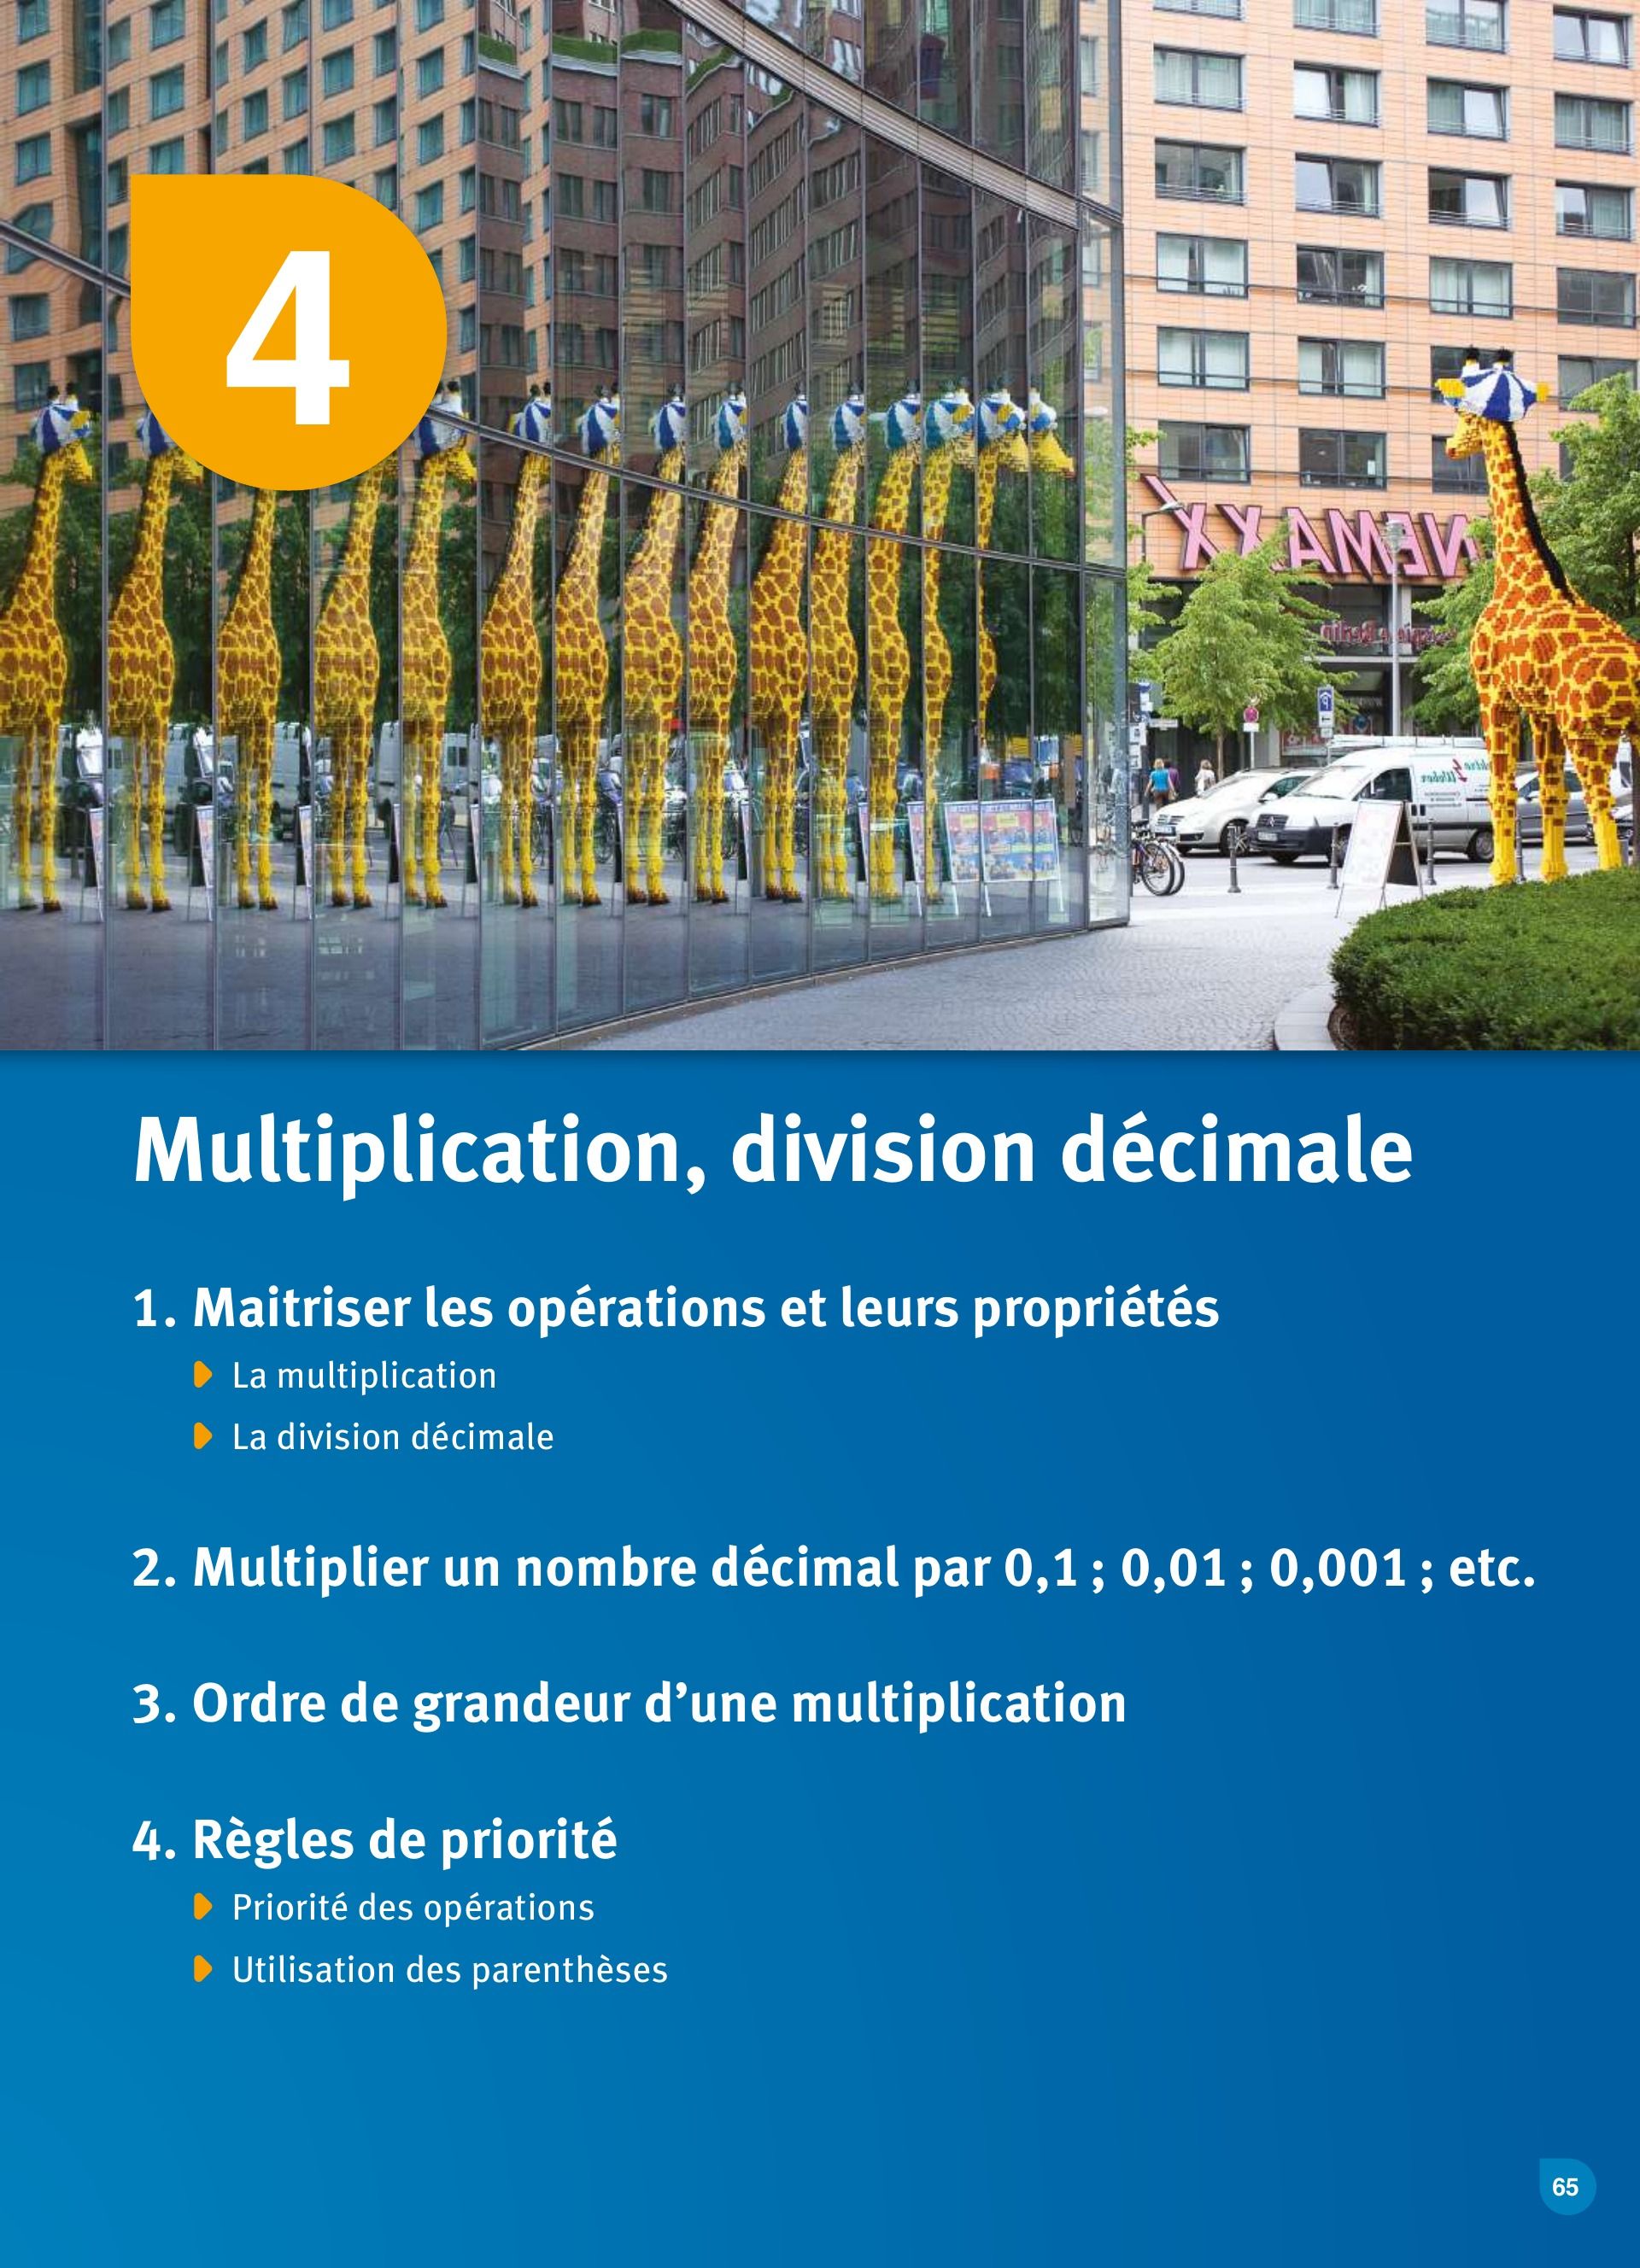 4
Multiplication, division décimale
1. Maitriser les opérations et leurs propriétés
La multiplication
La division décimale
2. Multiplier un nombre décimal par 0,1 ; 0,01 ; 0,001 ; etc.
3. Ordre de grandeur d’une multiplication
4. Règles de priorité
Priorité des opérations
Utilisation des parenthèses
65